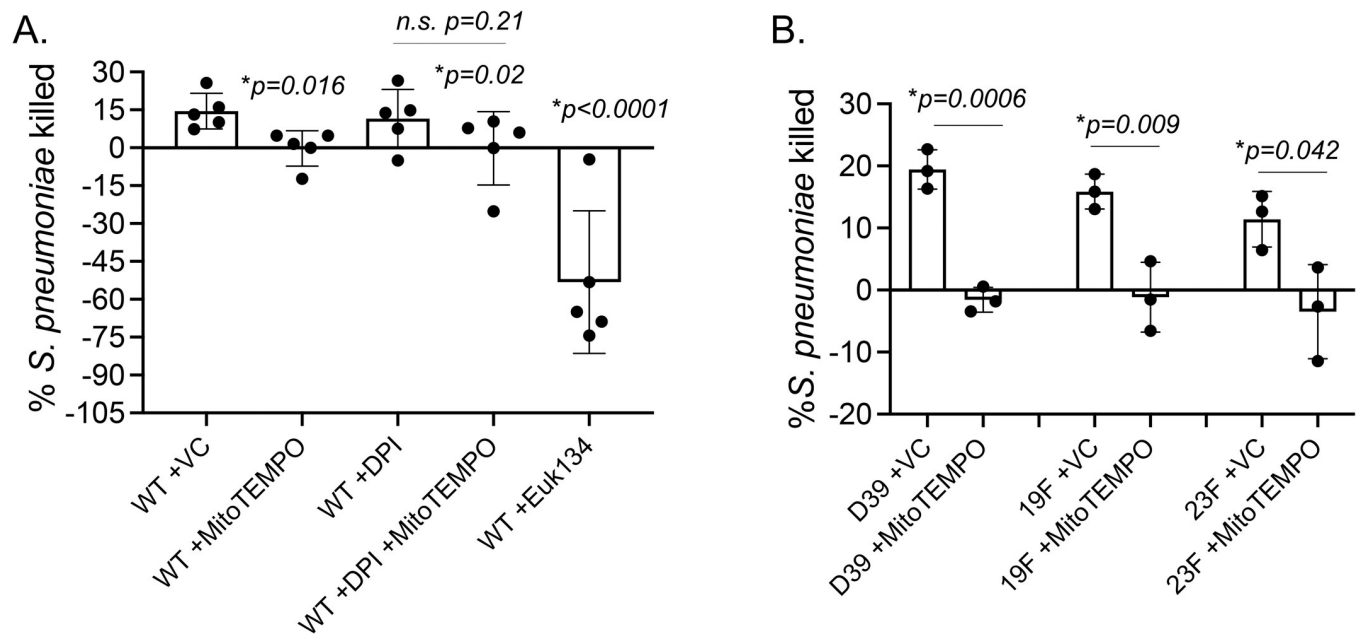 A.
n.s. p=0.21
*p=0.016
*p=0.02
*p<0.0001
% S. pneumoniae killed
30
15
0
-15
-30
-45
-60
-75
-90
-105
WT +VC
WT +MitoTEMPO
WT +DPI
WT +DPI +MitoTEMPO
WT +Euk134
B.
*p=0.0006
*p=0.009
*p=0.042
%S. pneumoniae killed
30
20
10
0
-10
-20
D39 +VC
D39 +MitoTEMPO
19F +VC
19F +MitoTEMPO
23F +VC
23F +MitoTEMPO